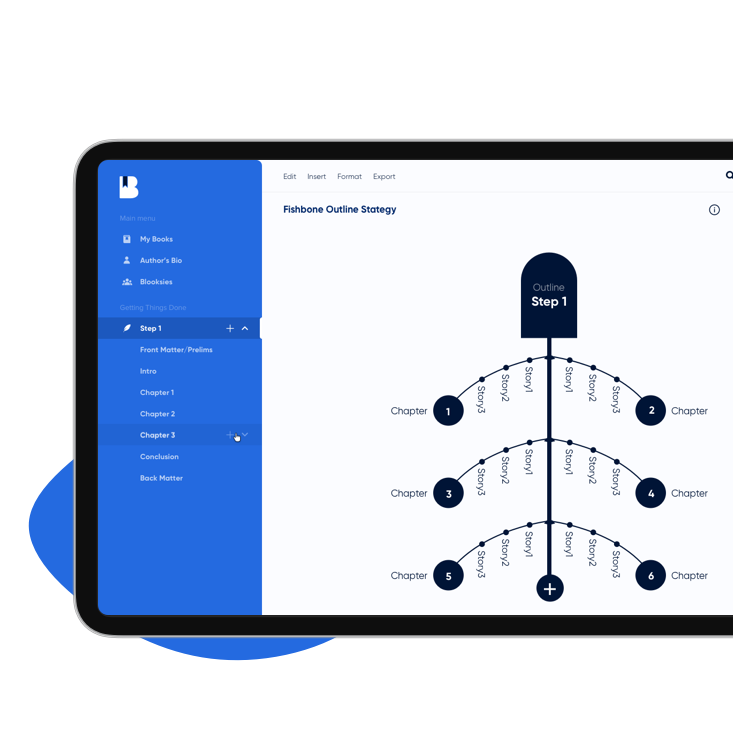 Main menu
My Books
Author's Bio
Blooksies
Getting Things Done
Step 1
Front Matter/Prelims
Intro
Chapter 1
Chapter 2
Chapter 3
Conclusion
Back Matter
Edit Insert Format Export
Fishbone Outline Stategy
Outline
Step 1
Story3 Story2 Story1 Story1 Story2 Story3
Chapter 1 2 Chapter
Story3 Story2 Story1 Story1 Story2 Story3
Chapter 3 4 Chapter
Story3 Story2 Story1 Story1 Story2 Story3
Chapter 5 6 Chapter